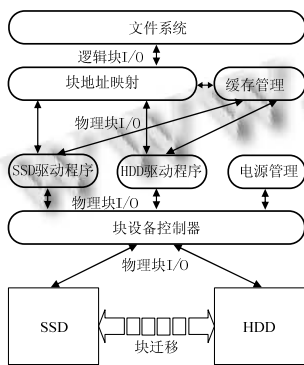 文件系统
逻辑块I/O
块地址映射
缓存管理
物理块I/O
SSD驱动程序
HDD驱动程序
电源管理
物理块I/O
块设备控制器
物理块I/O
SSD
HDD
块迁移